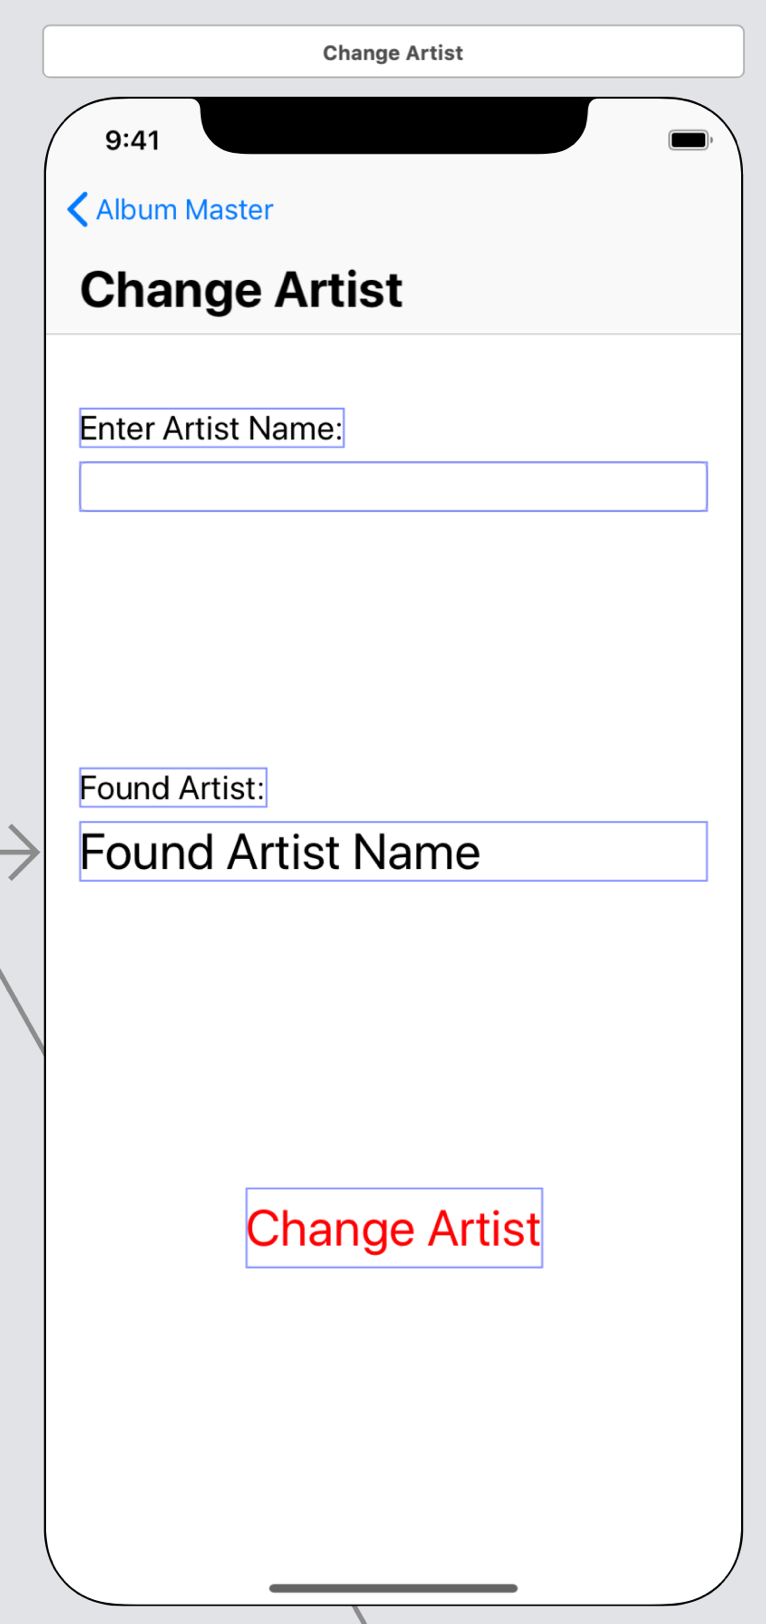 Change Artist
9:41
Album Master
Change Artist
Enter Artist Name:
Found Artist:
Found Artist Name
Change Artist